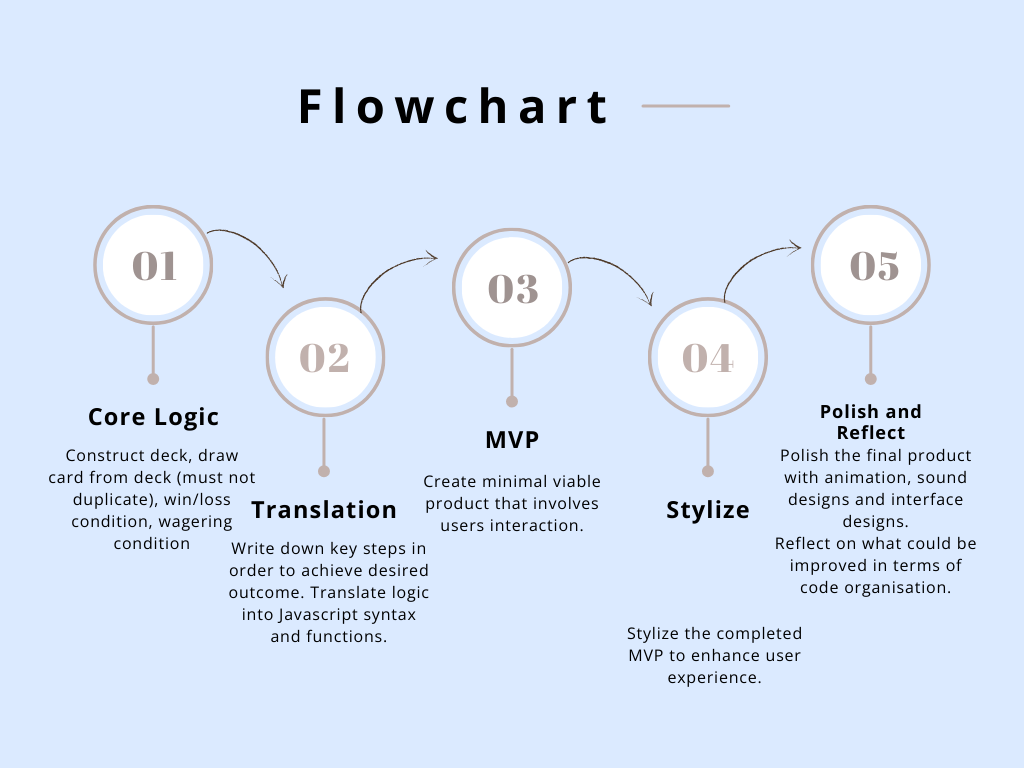 Flowchart
01
Core Logic
Construct deck, draw
card from deck (must not
duplicate), win/loss
condition, wagering
condition
02
Translation
Write down key steps in
order to achieve desired
outcome. Translate logic
into Javascript syntax
and functions.
03
MVP
Create minimal viable
product that involves
users interaction.
04
Stylize
Stylize the completed
MVP to enhance user
experience.
05
Polish and
Reflect
Polish the final product
with animation, sound
designs and interface
designs.
Reflect on what could be
improved in terms of
code organisation.